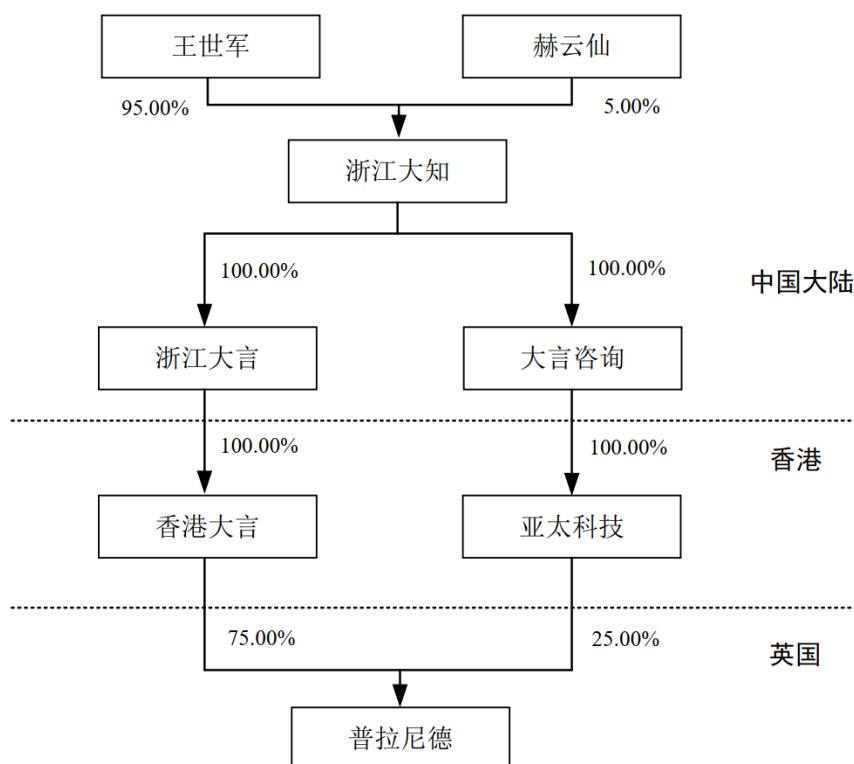 王世军
赫云仙
95.00%
5.00%
浙江大知
100.00%
100.00%
中国大陆
浙江大言
大言咨询
100.00%
100.00%
香港
香港大言
亚太科技
75.00%
25.00%
英国
普拉尼德